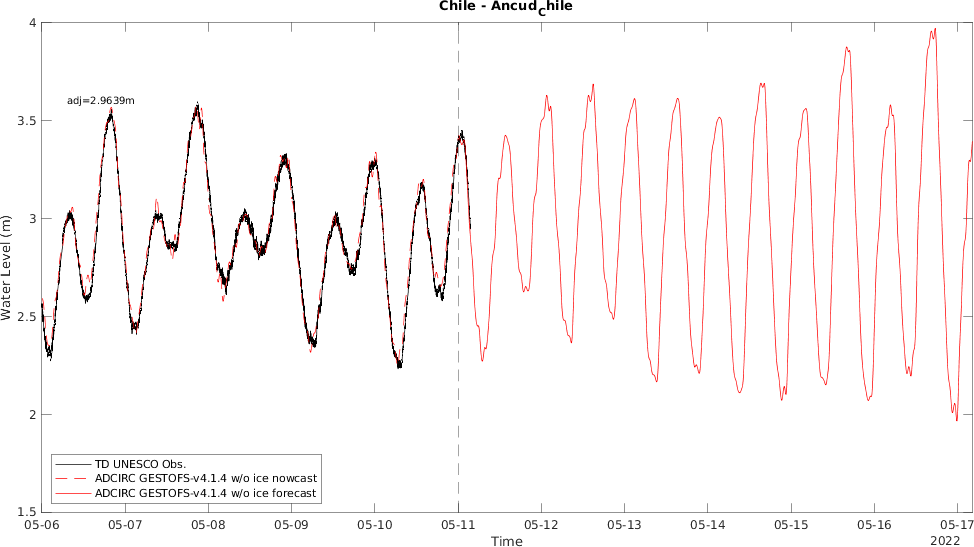 Chile - Ancud_Chile
adj=2.9639m
4
3.5
3
2.5
2
1.5
Water Level (m)
TD UNESCO Obs.
ADCIRC GESTOFS-v4.1.4 w/o ice nowcast
ADCIRC GESTOFS-v4.1.4 w/o ice forecast
05-06 05-07 05-08 05-09 05-10 05-11 05-12 05-13 05-14 05-15 05-16 05-17
Time
2022